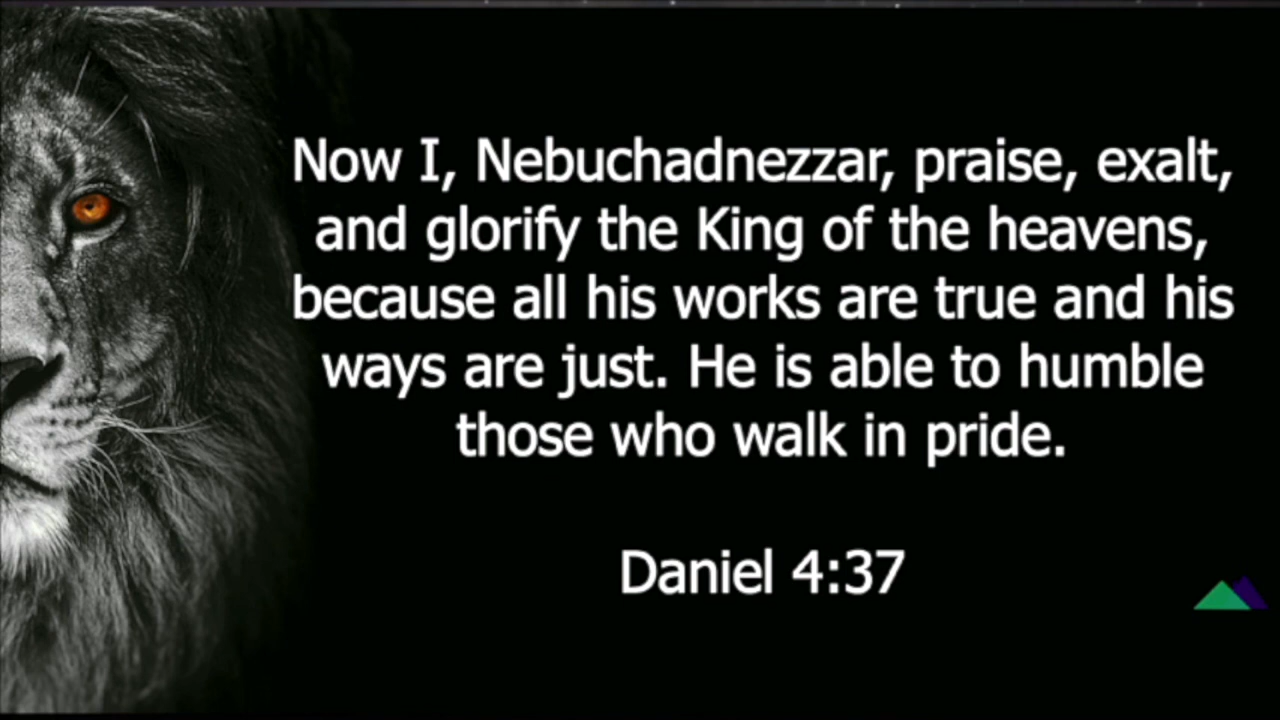 Now I, Nebuchadnezzar, praise, exalt,
and glorify the King of the heavens,
because all his works are true and his
ways are just. He is able to humble
those who walk in pride.
Daniel 4:37